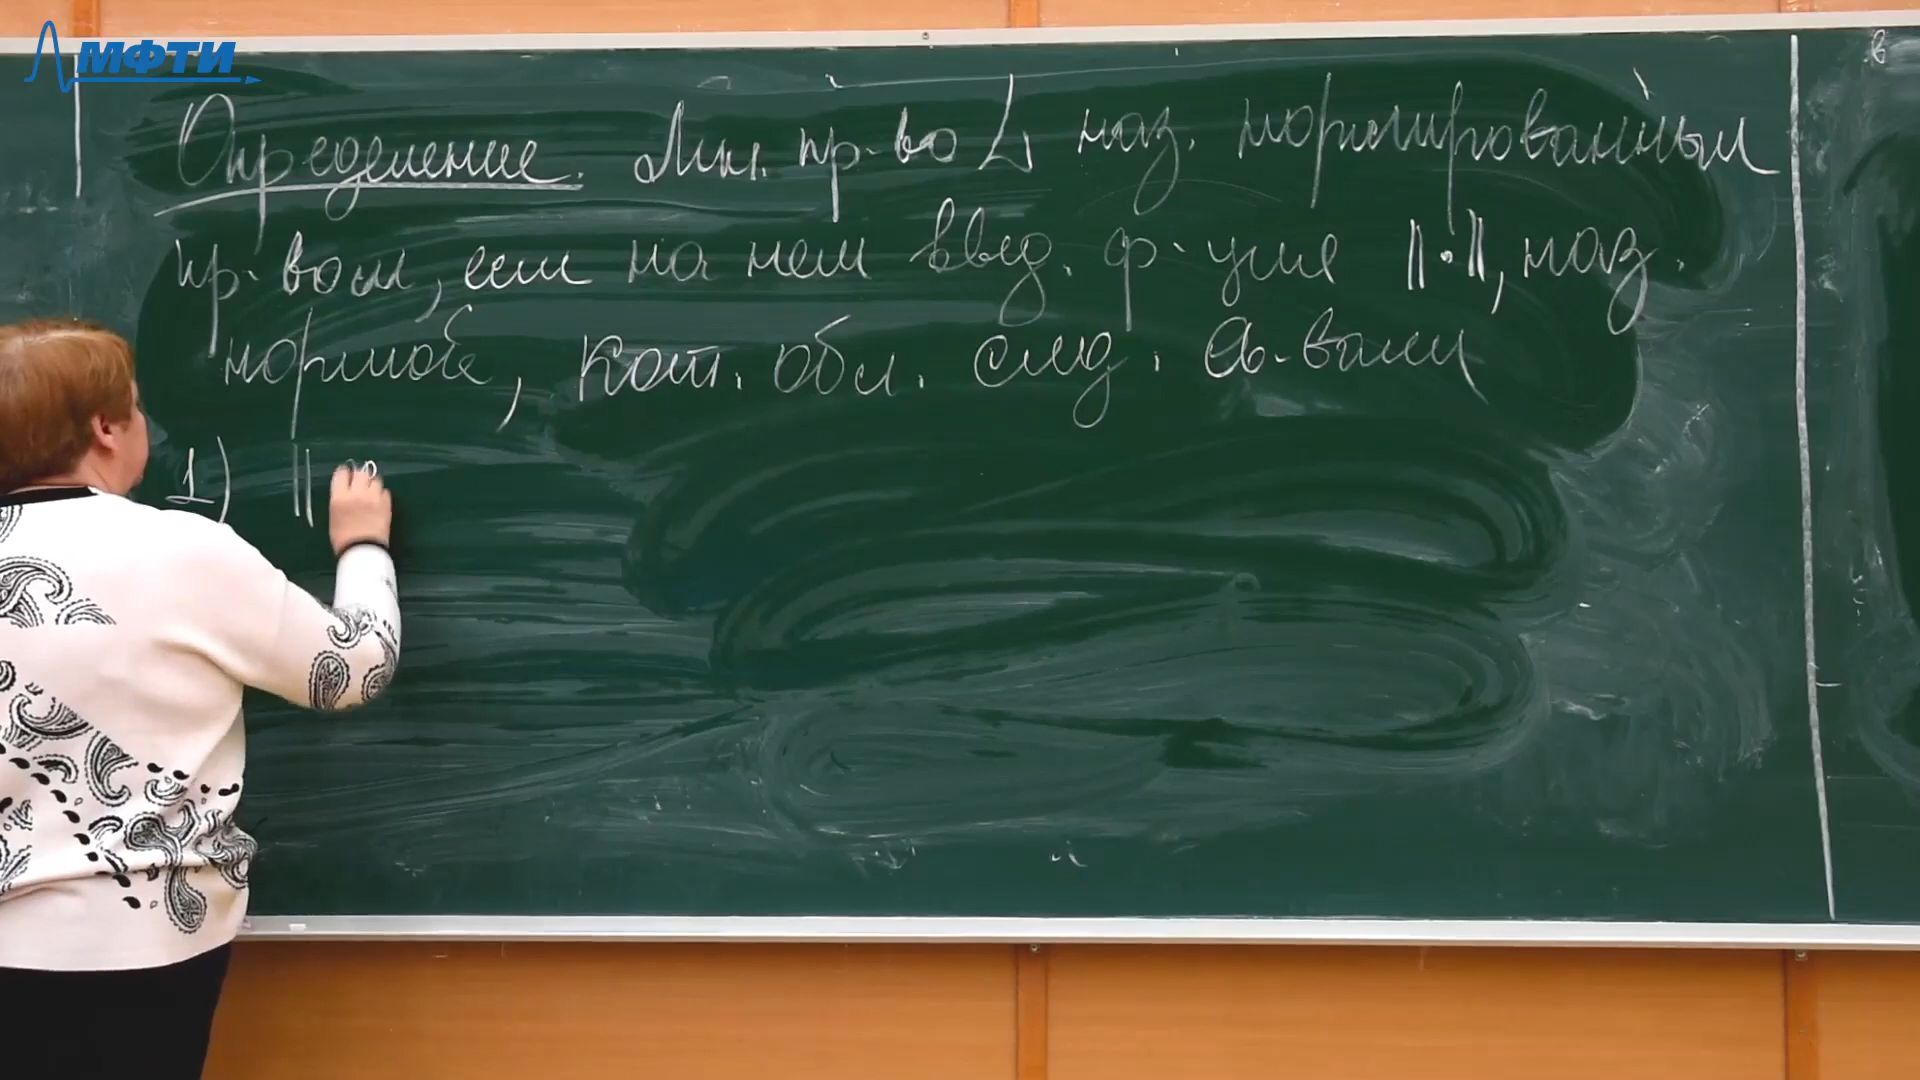 МФТИ
Определение. Лин. пр-во L наз. нормированным
пр-вом, если на нем введ. ф-ция ||·||, наз.
нормой, кот. обл. след. св-вами
1) ||
в